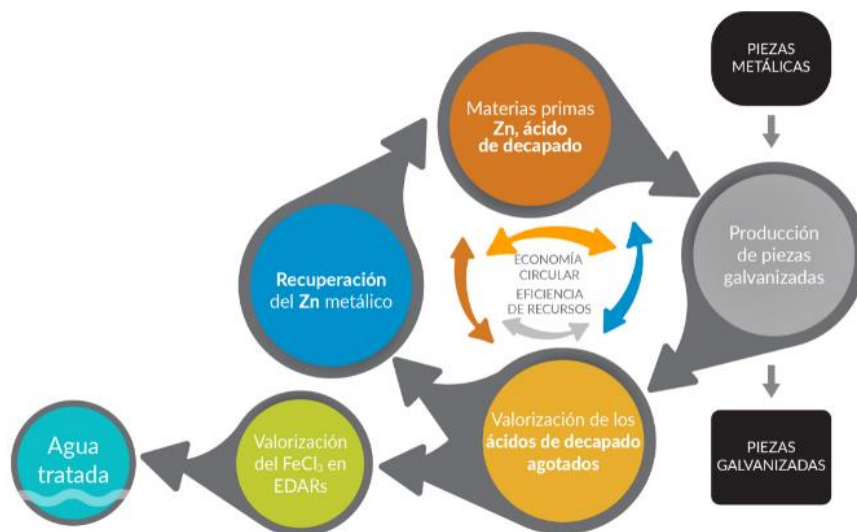 PIEZAS
METÁLICAS
Materias primas
Zn, ácido
de decapado
Producción
de piezas
galvanizadas
ECONOMÍA
CIRCULAR
EFICIENCIA
DE RECURSOS
Recuperación
del Zn metálico
Valorización de los
ácidos de decapado
agotados
Valorización
del FeCl₃ en
EDARs
Agua
tratada
PIEZAS
GALVANIZADAS